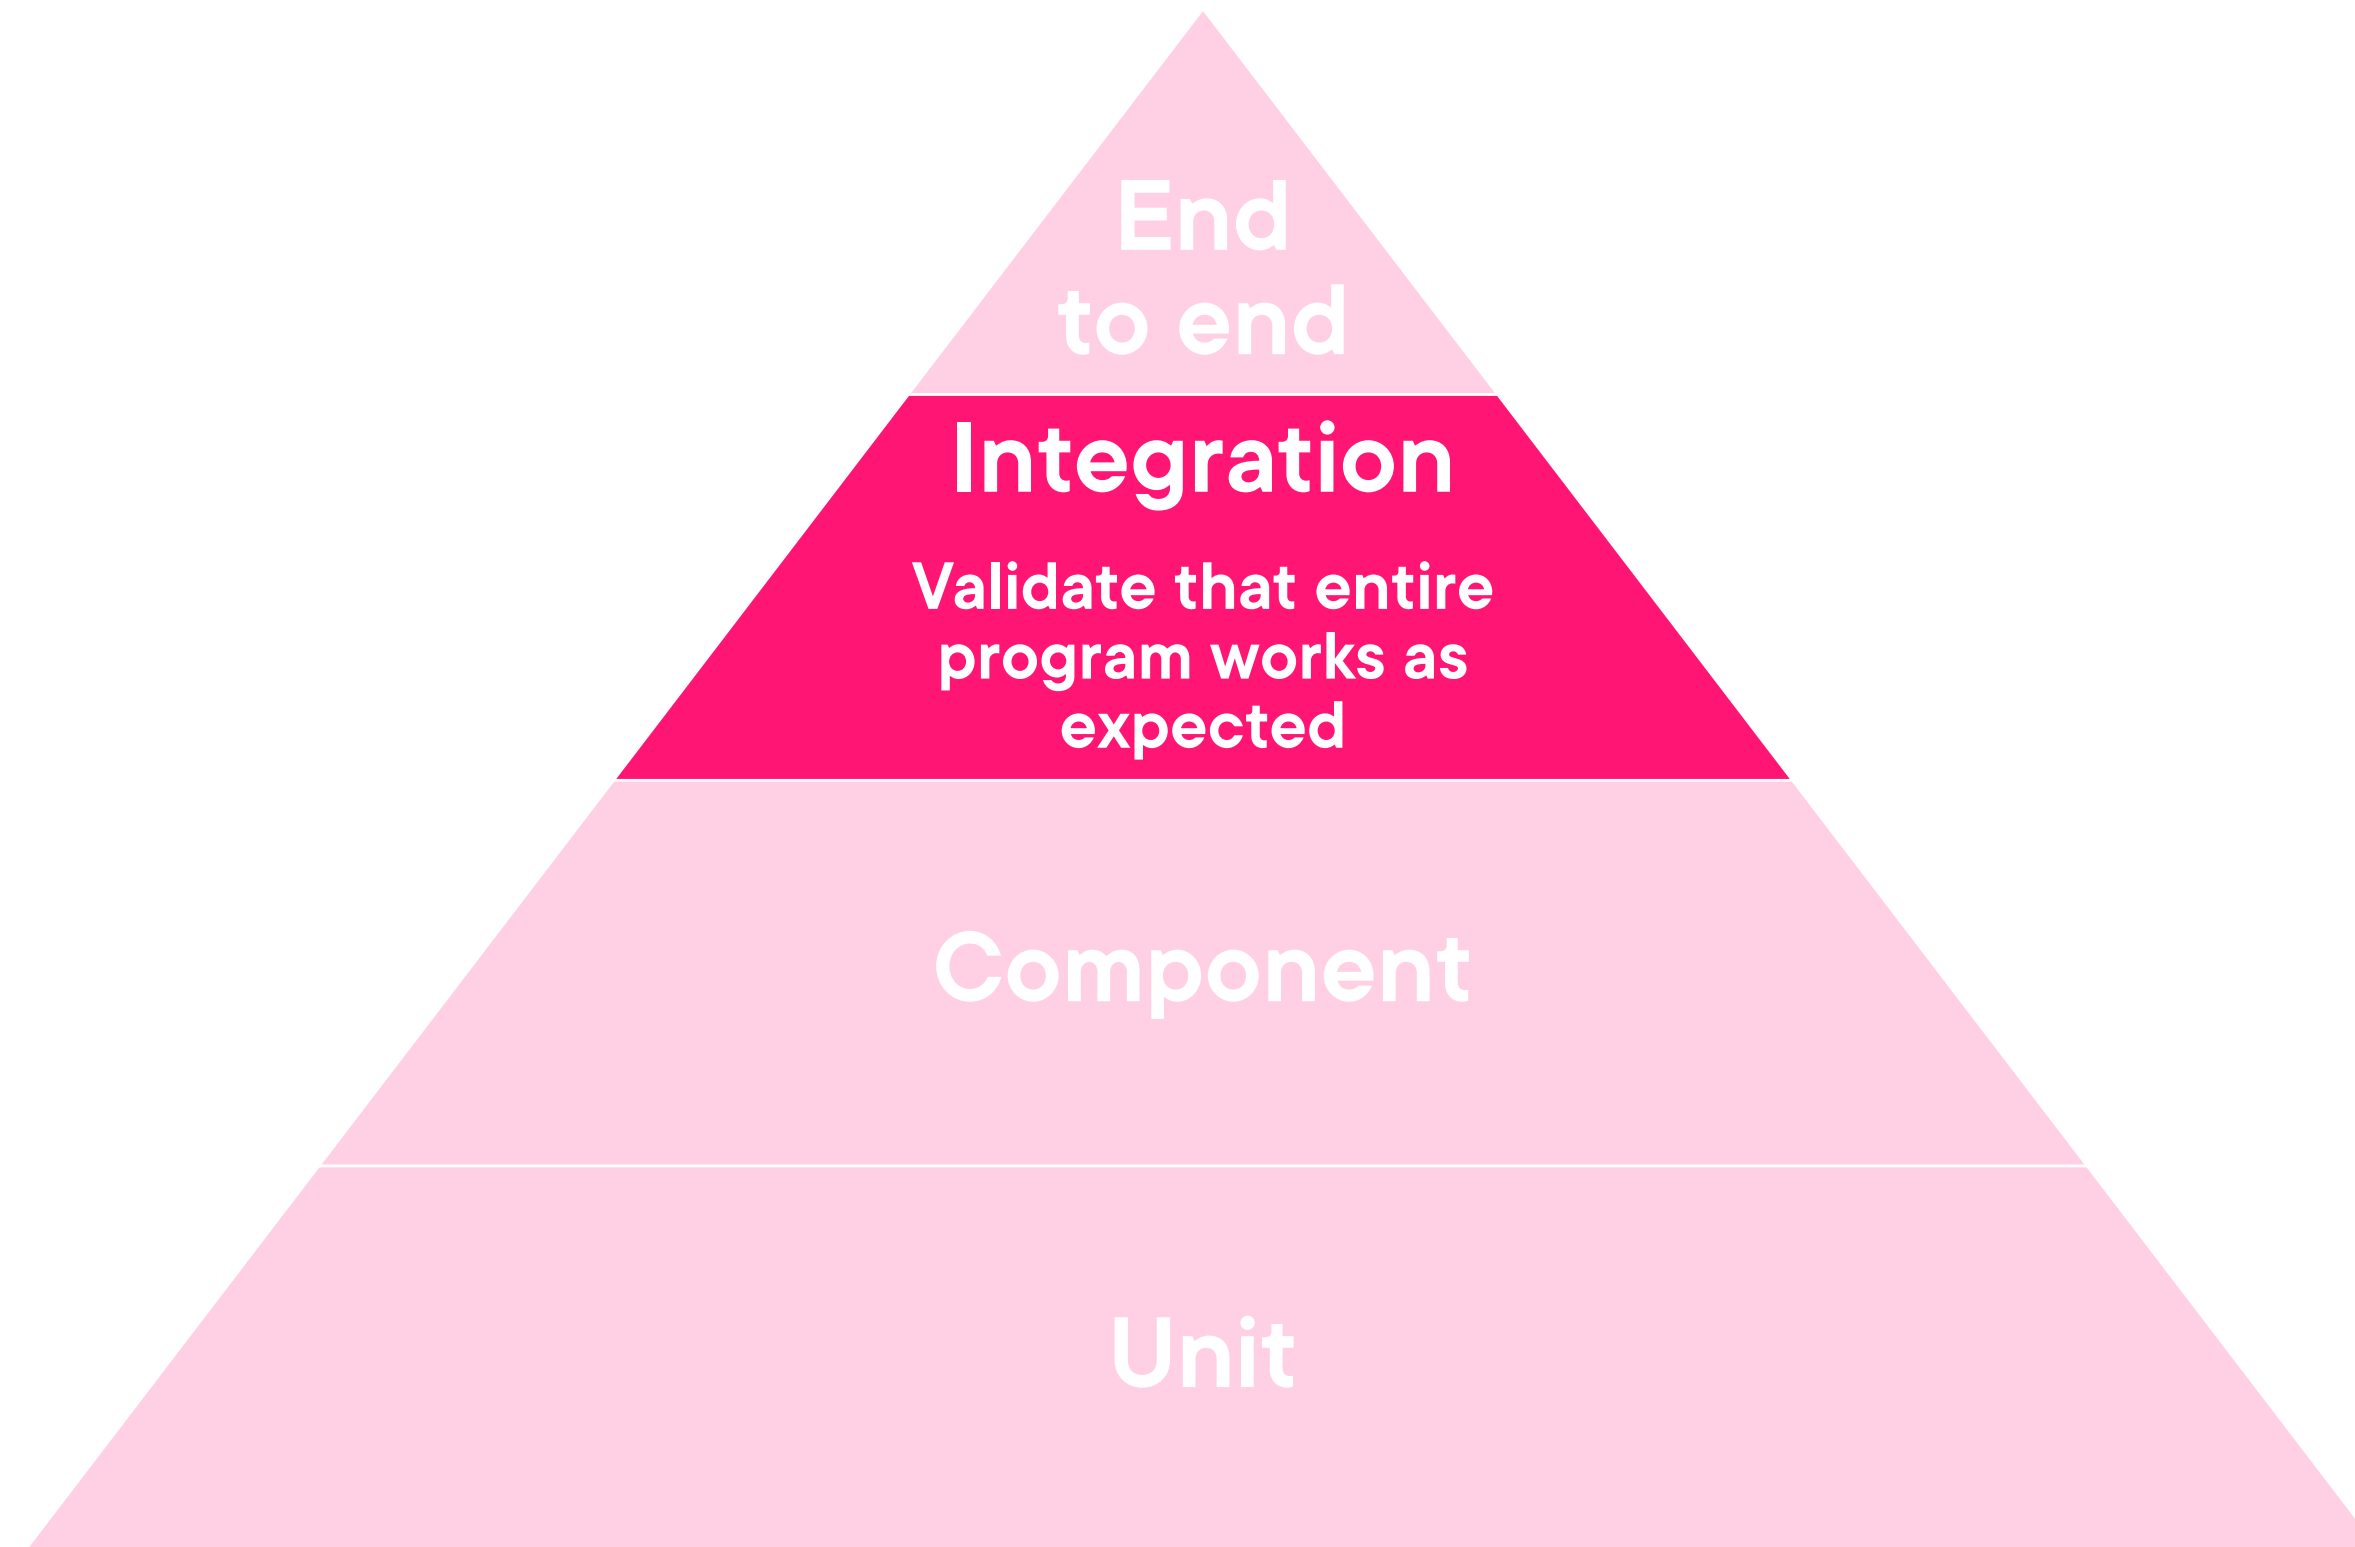 End
to end
Integration
Validate that entire
program works as
expected
Component
Unit